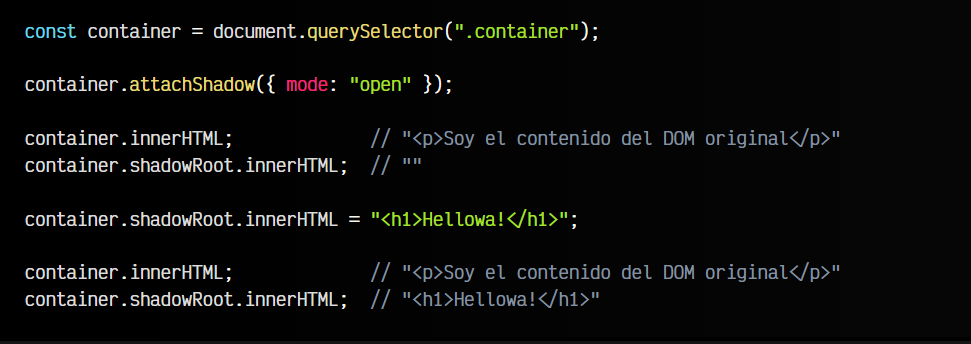 const container = document.querySelector(".container");
container.attachShadow({ mode: "open" });
container.innerHTML;             // "<p>Soy el contenido del DOM original</p>"
container.shadowRoot.innerHTML;  // ""
container.shadowRoot.innerHTML = "<h1>Hellowa!</h1>";
container.innerHTML;             // "<p>Soy el contenido del DOM original</p>"
container.shadowRoot.innerHTML;  // "<h1>Hellowa!</h1>"